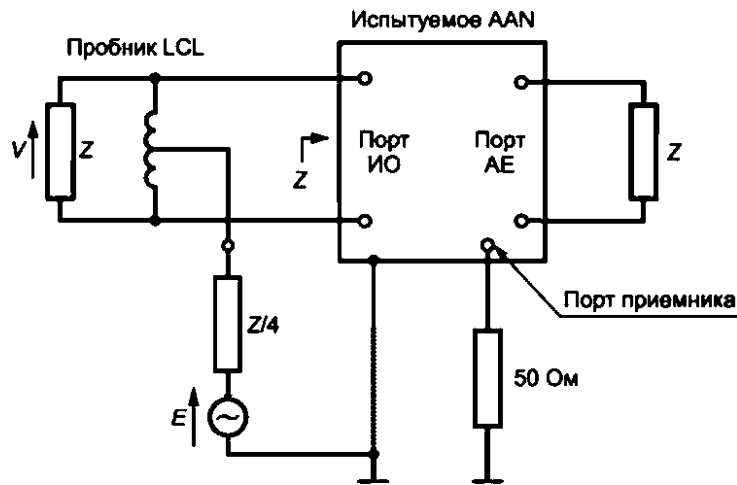 Испытуемое AAN
Пробник LCL
V
Z
Z
Порт
ИО
Порт
АЕ
Z
Порт приемника
Z/4
50 Ом
E